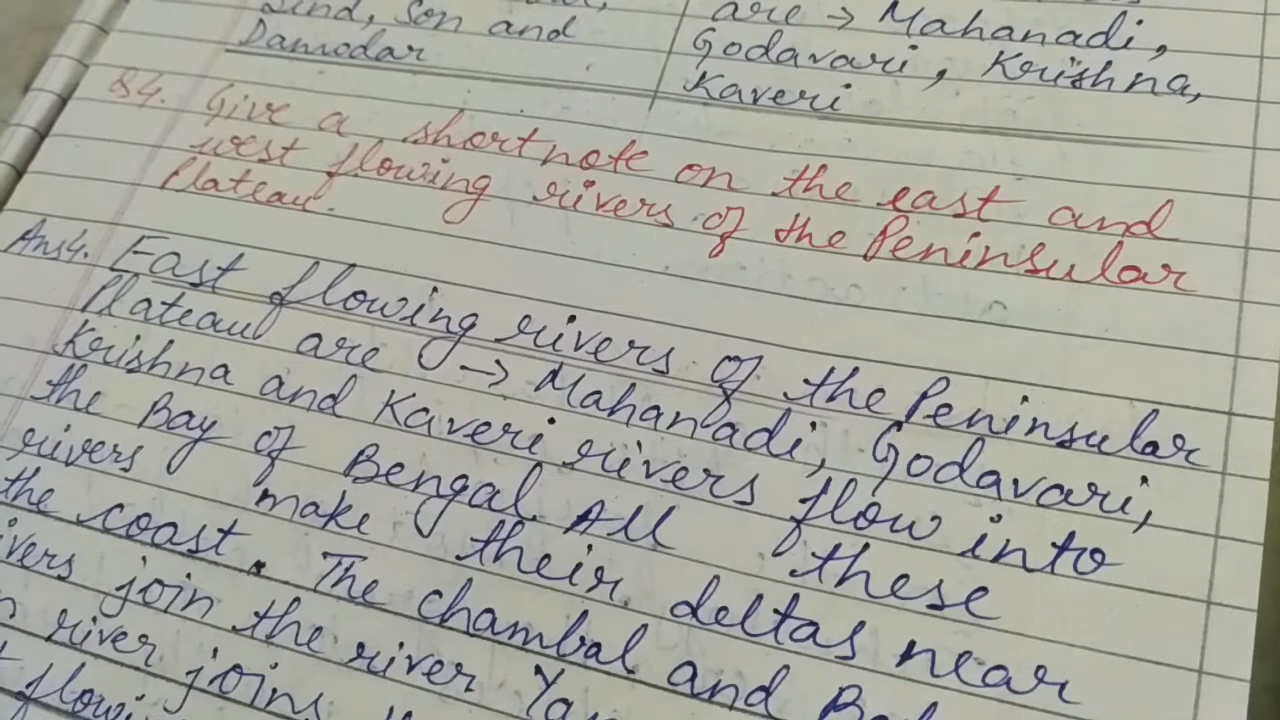 Sind, Son and
Damodar
are → Mahanadi,
Godavari, Krishna,
Kaveri
Q4. Give a short note on the east and
west flowing rivers of the Peninsular
Plateau.
Ans4. East flowing rivers of the Peninsular
Plateau are → Mahanadi, Godavari,
Krishna and Kaveri rivers flow into
the Bay of Bengal. All these
rivers make their deltas near
the coast. The chambal and
join the river
river joins